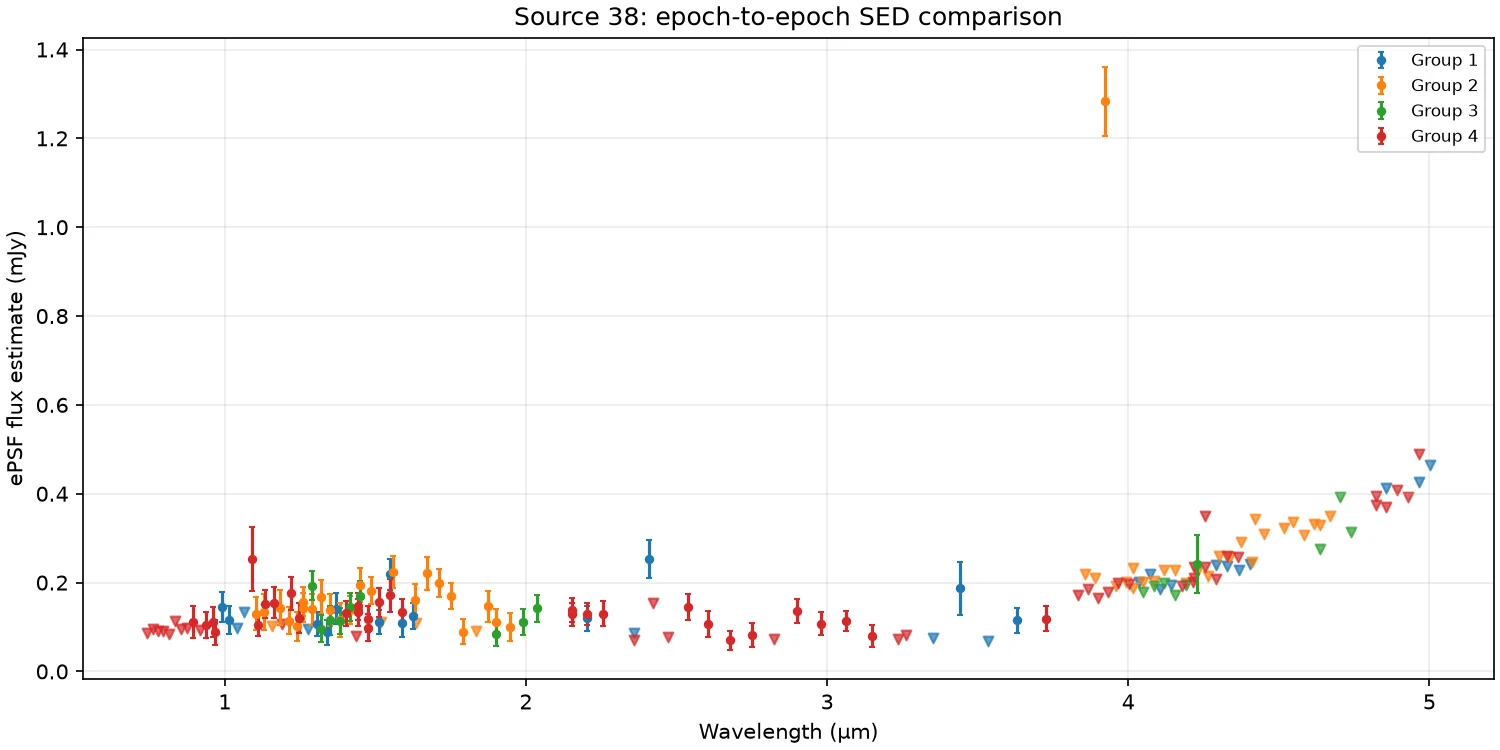 Source 38: epoch-to-epoch SED comparison
ePSF flux estimate (mJy)
1.4
1.2
1.0
0.8
0.6
0.4
0.2
0.0
Group 1
Group 2
Group 3
Group 4
1 2 3 4 5
Wavelength (μm)